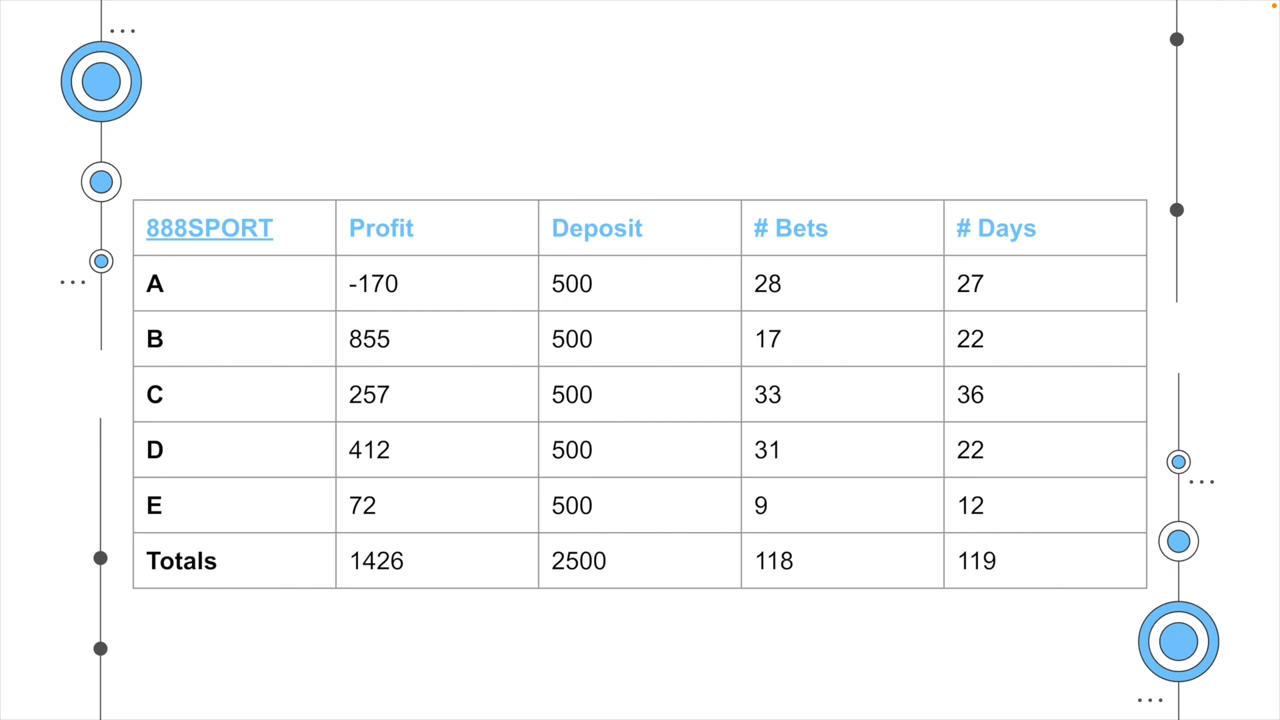 888SPORT Profit Deposit # Bets # Days
A -170 500 28 27
B 855 500 17 22
C 257 500 33 36
D 412 500 31 22
E 72 500 9 12
Totals 1426 2500 118 119